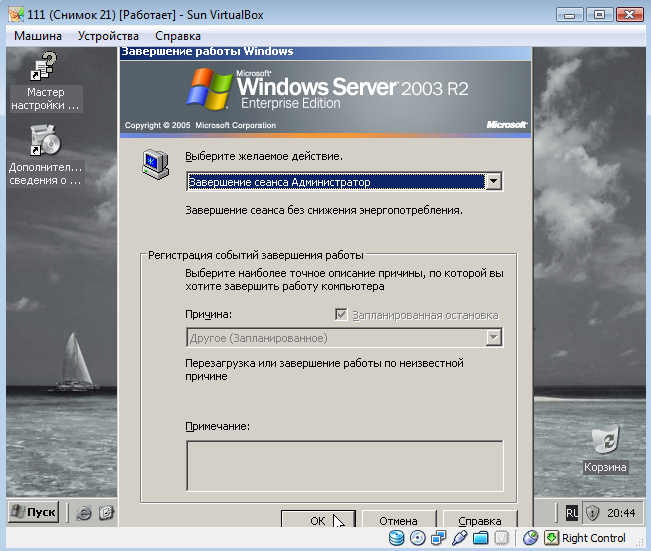 111 (Снимок 21) [Работает] - Sun VirtualBox
Машина Устройства Справка
Завершение работы Windows
Мастер
настройки ...
Дополнител...
сведения о ...
Microsoft
Windows Server 2003 R2
Enterprise Edition
Copyright © 2005 Microsoft Corporation
Microsoft
Выберите желаемое действие.
Завершение сеанса Администратор
Завершение сеанса без снижения энергопотребления.
Регистрация событий завершения работы
Выберите наиболее точное описание причины, по которой вы
хотите завершить работу компьютера
Причина:
Запланированная остановка
Другое (Запланированное)
Перезагрузка или завершение работы по неизвестной
причине
Примечание:
Корзина
ОК
Отмена
Справка
Пуск
RU
20:44
Right Control